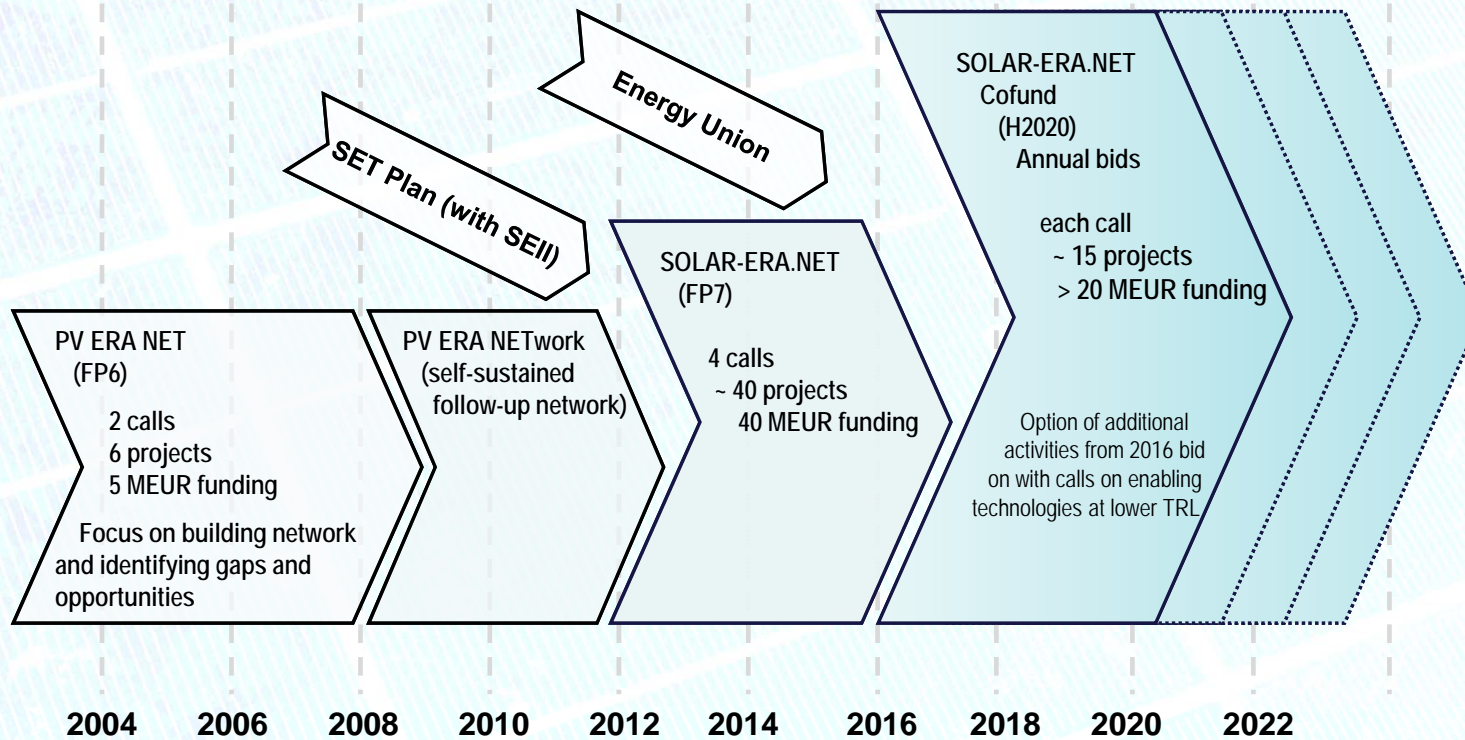 Energy Union
SET Plan (with SEII)
PV ERA NET
(FP6)
2 calls
6 projects
5 MEUR funding
Focus on building network
and identifying gaps and
opportunities
PV ERA NETwork
(self-sustained
follow-up network)
SOLAR-ERA.NET
(FP7)
4 calls
~ 40 projects
40 MEUR funding
SOLAR-ERA.NET
Cofund
(H2020)
Annual bids
each call
~ 15 projects
> 20 MEUR funding
Option of additional
activities from 2016 bid
on with calls on enabling
technologies at lower TRL
2004 2006 2008 2010 2012 2014 2016 2018 2020 2022